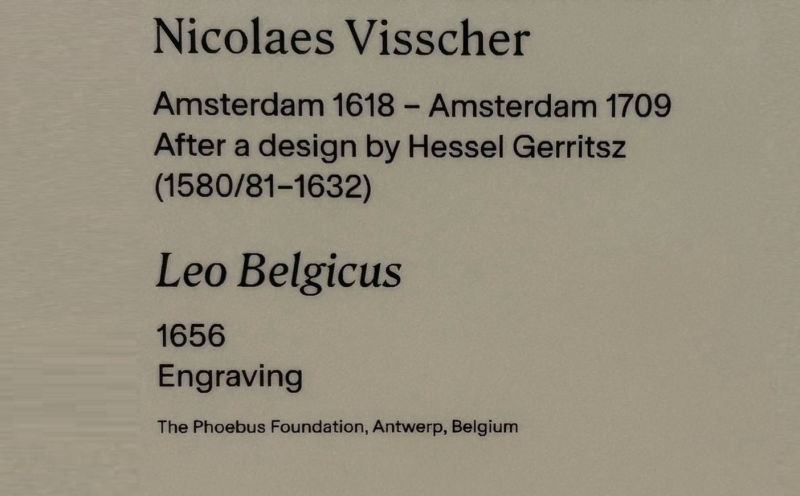 Nicolaes Visscher
Amsterdam 1618 – Amsterdam 1709
After a design by Hessel Gerritsz
(1580/81–1632)
Leo Belgicus
1656
Engraving
The Phoebus Foundation, Antwerp, Belgium